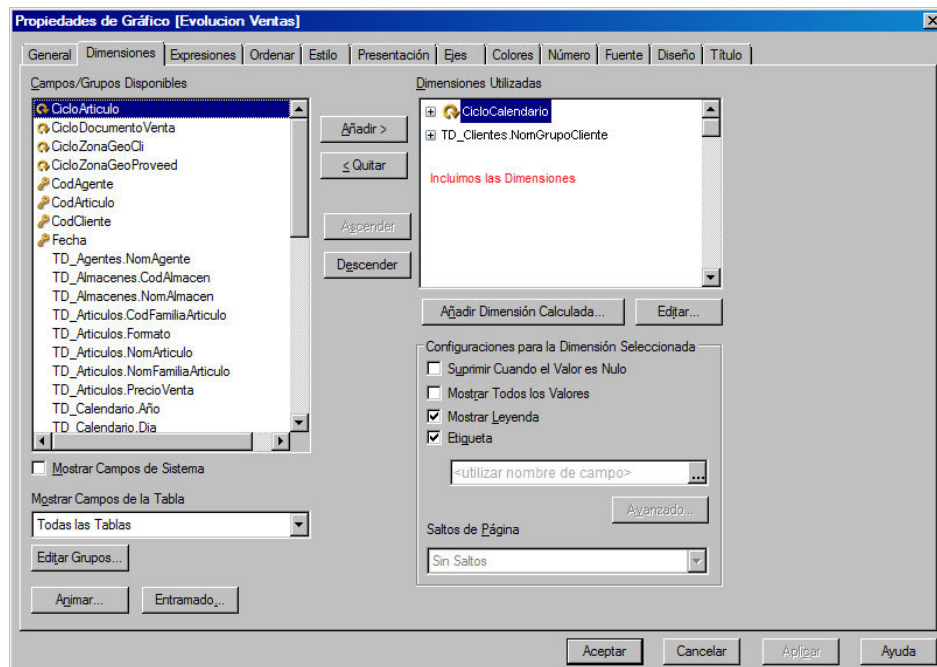 Propiedades de Gráfico [Evolucion Ventas]
General Dimensiones Expresiones Ordenar Estilo Presentación Ejes Colores Número Fuente Diseño Título
Campos/Grupos Disponibles
CicloArticulo
CicloDocumentoVenta
CicloZonaGeoCli
CicloZonaGeoProveed
CodAgente
CodArticulo
CodCliente
Fecha
TD_Agentes.NomAgente
TD_Almacenes.CodAlmacen
TD_Almacenes.NomAlmacen
TD_Articulos.CodFamiliaArticulo
TD_Articulos.Formato
TD_Articulos.NomArticulo
TD_Articulos.NomFamiliaArticulo
TD_Articulos.PrecioVenta
TD_Calendario.Año
TD_Calendario.Dia
Mostrar Campos de Sistema
Mostrar Campos de la Tabla
Todas las Tablas
Editar Grupos...
Animar...
Entramado...
Añadir >
< Quitar
Ascender
Descender
Dimensiones Utilizadas
CicloCalendario
TD_Clientes.NomGrupoCliente
Incluimos las Dimensiones
Añadir Dimensión Calculada...
Editar...
Configuraciones para la Dimensión Seleccionada
Suprimir Cuando el Valor es Nulo
Mostrar Todos los Valores
Mostrar Leyenda
Etiqueta
<utilizar nombre de campo>
...
Avanzado...
Saltos de Página
Sin Saltos
Aceptar
Cancelar
Aplicar
Ayuda